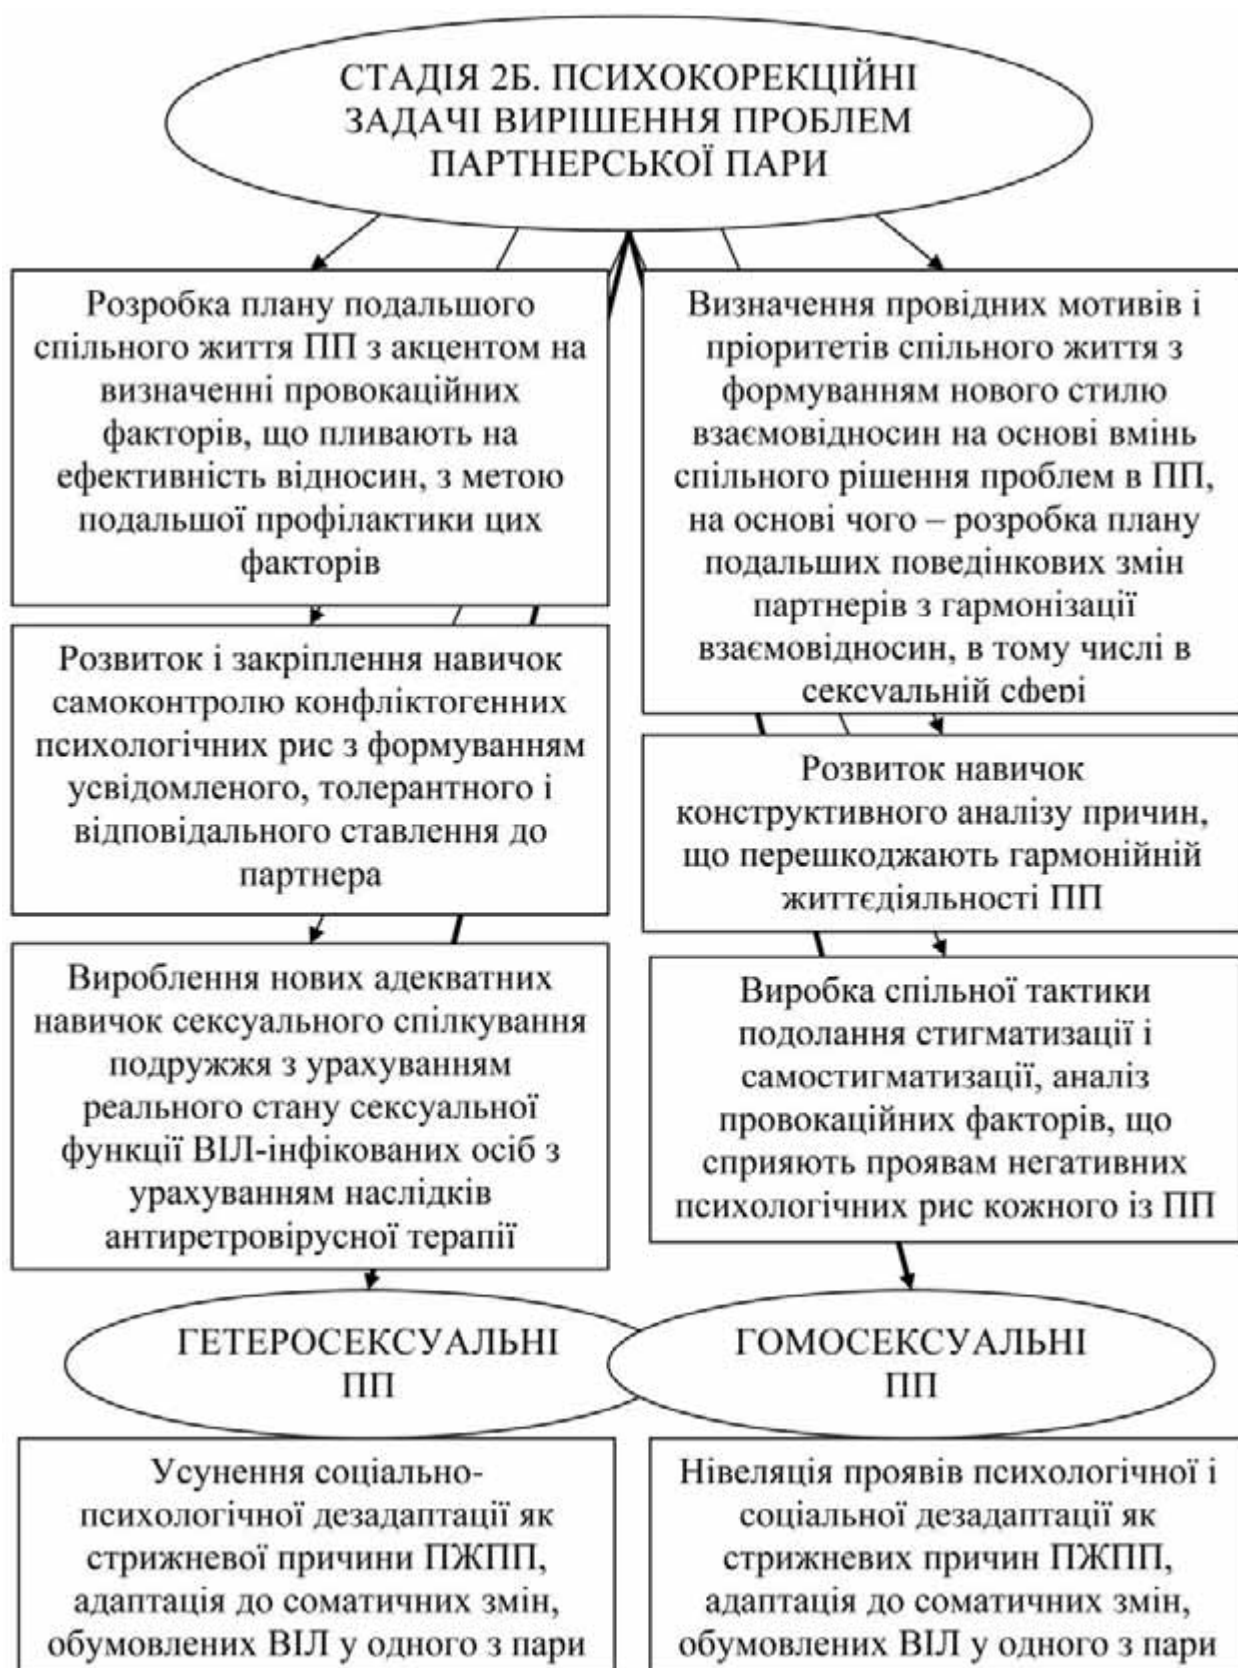 СТАДІЯ 2Б. ПСИХОКОРЕКЦІЙНІ
ЗАДАЧІ ВИРІШЕННЯ ПРОБЛЕМ
ПАРТНЕРСЬКОЇ ПАРИ
Розробка плану подальшого
спільного життя ПП з акцентом на
визначенні провокаційних
факторів, що пливають на
ефективність відносин, з метою
подальшої профілактики цих
факторів
Визначення провідних мотивів і
пріоритетів спільного життя з
формуванням нового стилю
взаємовідносин на основі вмінь
спільного рішення проблем в ПП,
на основі чого – розробка плану
подальших поведінкових змін
партнерів з гармонізації
взаємовідносин, в тому числі в
сексуальній сфері
Розвиток і закріплення навичок
самоконтролю конфліктогенних
психологічних рис з формуванням
усвідомленого, толерантного і
відповідального ставлення до
партнера
Розвиток навичок
конструктивного аналізу причин,
що перешкоджають гармонійній
життєдіяльності ПП
Вироблення нових адекватних
навичок сексуального спілкування
подружжя з урахуванням
реального стану сексуальної
функції ВІЛ-інфікованих осіб з
урахуванням наслідків
антиретровірусної терапії
Виробка спільної тактики
подолання стигматизації і
самостигматизації, аналіз
провокаційних факторів, що
сприяють проявам негативних
психологічних рис кожного із ПП
ГЕТЕРОСЕКСУАЛЬНІ
ПП
ГОМОСЕКСУАЛЬНІ
ПП
Усунення соціально-
психологічної дезадаптації як
стрижневої причини ПЖПП,
адаптація до соматичних змін,
обумовлених ВІЛ у одного з пари
Нівеляція проявів психологічної і
соціальної дезадаптації як
стрижневих причин ПЖПП,
адаптація до соматичних змін,
обумовлених ВІЛ у одного з пари